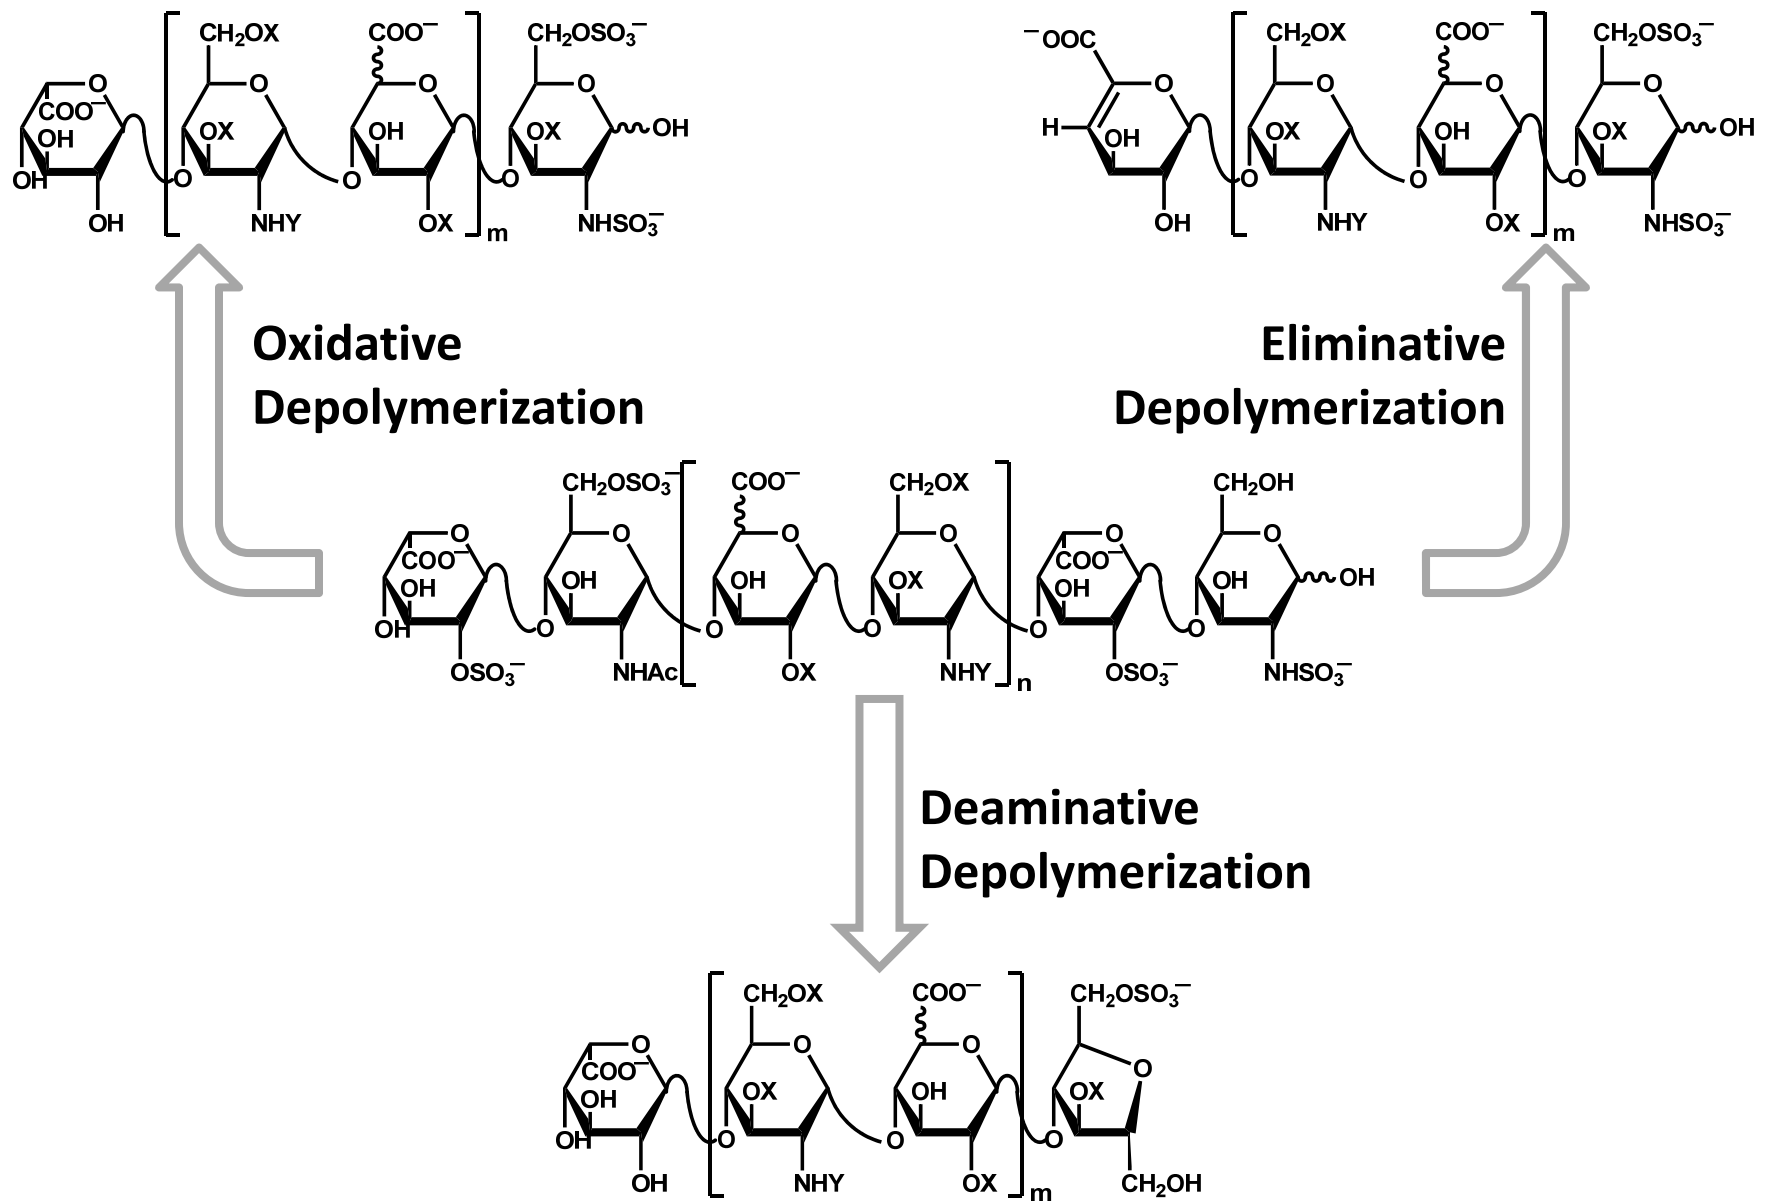 CH₂OX COO⁻ CH₂OSO₃⁻
O O O O
COO⁻ OX OH OX OH
OH
OH O O O
OH NHY OX m NHSO₃⁻
⁻OOC CH₂OX COO⁻ CH₂OSO₃⁻
O O O O
H OH OX OH OX OH
O O O
OH NHY OX m NHSO₃⁻
Oxidative
Depolymerization
Eliminative
Depolymerization
CH₂OSO₃⁻ COO⁻ CH₂OX CH₂OH
O O O O O O
COO⁻ COO⁻
OH OH OH OX OH OH OH
OH O O O O O
OSO₃⁻ NHAc OX NHY n OSO₃⁻ NHSO₃⁻
Deaminative
Depolymerization
CH₂OX COO⁻ CH₂OSO₃⁻
O O O O
COO⁻ OX OH OX
OH
OH O O O
OH NHY OX m CH₂OH